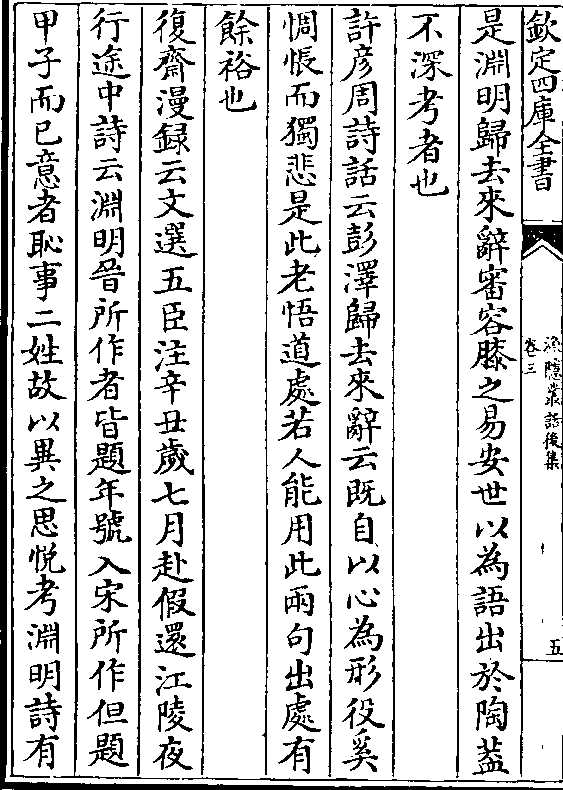 欽定四庫全書
漁隱叢話後集
卷三
五
是淵明歸去來辭審容膝之易安世以為語出於陶蓋
不深考者也
許彦周詩話云彭澤歸去來辭云既自以心為形役奚
惆悵而獨悲是此老悟道處若人能用此兩句出處有
餘裕也
復齋漫録云文選五臣注辛丑歲七月赴假還江陵夜
行途中詩云淵明晉所作者皆題年號入宋所作但題
甲子而已意者恥事二姓故以異之思悦考淵明詩有